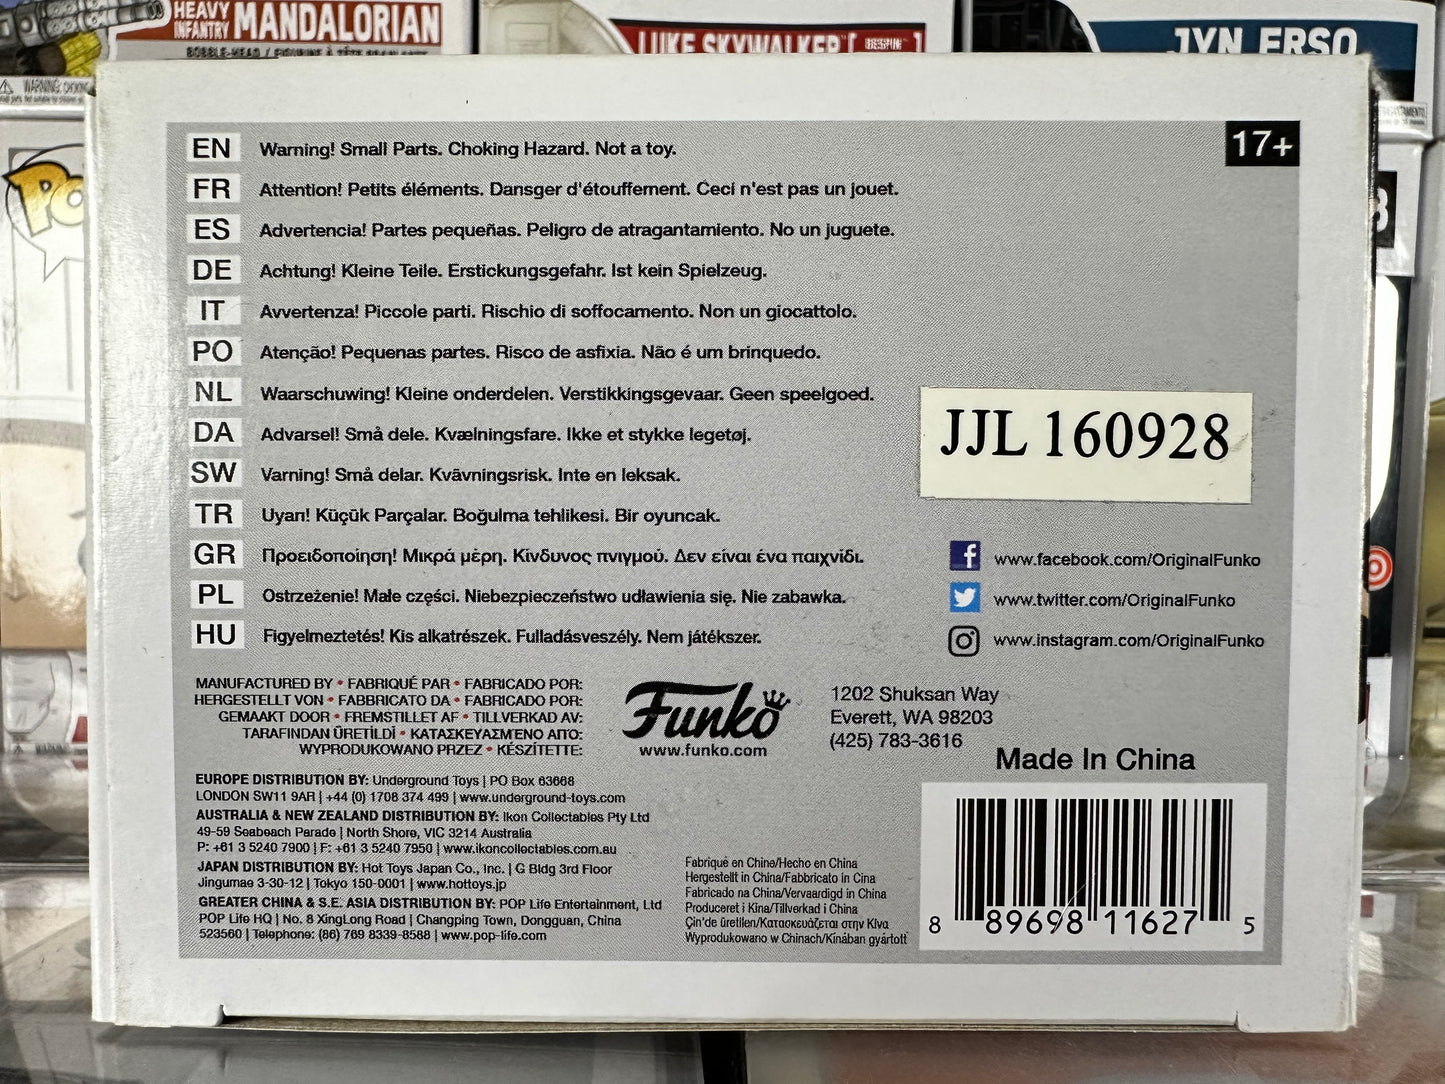 HEAVY INFANTRY MANDALORIAN
LUKE SKYWALKER [BESPIN]
JYN ERSO
WARNING:
EN Warning! Small Parts. Choking Hazard. Not a toy.
17+
FR Attention! Petits éléments. Dansger d'étouffement. Ceci n'est pas un jouet.
ES Advertencia! Partes pequeñas. Peligro de atragantamiento. No un juguete.
DE Achtung! Kleine Teile. Erstickungsgefahr. Ist kein Spielzeug.
IT Avvertenza! Piccole parti. Rischio di soffocamento. Non un giocattolo.
PO Atenção! Pequenas partes. Risco de asfixia. Não é um brinquedo.
NL Waarschuwing! Kleine onderdelen. Verstikkingsgevaar. Geen speelgoed.
DA Advarsel! Små dele. Kvælningsfare. Ikke et stykke legetøj.
SW Varning! Små delar. Kvävningsrisk. Inte en leksak.
TR Uyarı! Küçük Parçalar. Boğulma tehlikesi. Bir oyuncak.
GR Προειδοποίηση! Μικρά μέρη. Κίνδυνος πνιγμού. Δεν είναι ένα παιχνίδι.
PL Ostrzeżenie! Małe części. Niebezpieczeństwo udławienia się. Nie zabawka.
HU Figyelmeztetés! Kis alkatrészek. Fulladásveszély. Nem játékszer.
JJL 160928
www.facebook.com/OriginalFunko
www.twitter.com/OriginalFunko
www.instagram.com/OriginalFunko
MANUFACTURED BY • FABRIQUÉ PAR • FABRICADO POR:
HERGESTELLT VON • FABBRICATO DA • FABRICADO POR:
GEMAAKT DOOR • FREMSTILLET AF • TILLVERKAD AV:
TARAFINDAN ÜRETİLDİ • ΚΑΤΑΣΚΕΥΑΣΜΈΝΟ ΑΠΌ:
WYPRODUKOWANO PRZEZ • KÉSZÍTETTE:
Funko
www.funko.com
1202 Shuksan Way
Everett, WA 98203
(425) 783-3616
Made In China
EUROPE DISTRIBUTION BY: Underground Toys | PO Box 63668
LONDON SW11 9AR | +44 (0) 1708 374 499 | www.underground-toys.com
AUSTRALIA & NEW ZEALAND DISTRIBUTION BY: Ikon Collectables Pty Ltd
49-59 Seabeach Parade | North Shore, VIC 3214 Australia
P: +61 3 5240 7900 | F: +61 3 5240 7950 | www.ikoncollectables.com.au
JAPAN DISTRIBUTION BY: Hot Toys Japan Co., Inc. | G Bldg 3rd Floor
Jingumae 3-30-12 | Tokyo 150-0001 | www.hottoys.jp
GREATER CHINA & S.E. ASIA DISTRIBUTION BY: POP Life Entertainment, Ltd
POP Life HQ | No. 8 XingLong Road | Changping Town, Dongguan, China
523560 | Telephone: (86) 769 8339-8588 | www.pop-life.com
Fabriqué en Chine/Hecho en China
Hergestellt in China/Fabbricato in Cina
Fabricado na China/Vervaardigd in China
Produceret i Kina/Tillverkad i China
Çin'de üretilen/Κατασκευάζεται στην Κίνα
Wyprodukowano w Chinach/Kínában gyártott
8 89698 11627 5